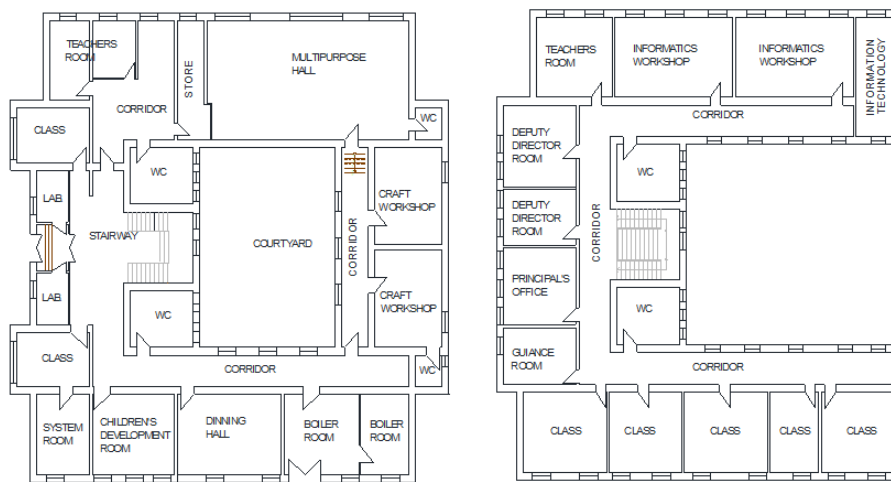 TEACHERS
ROOM
STORE
MULTIPURPOSE
HALL
CORRIDOR
WC
CLASS
WC
LAB.
CRAFT
WORKSHOP
STAIRWAY
COURTYARD
CORRIDOR
LAB.
CRAFT
WORKSHOP
WC
CLASS
CORRIDOR
WC
SYSTEM
ROOM
CHILDREN'S
DEVELOPMENT
ROOM
DINNING
HALL
BOILER
ROOM
BOILER
ROOM
TEACHERS
ROOM
INFORMATICS
WORKSHOP
INFORMATICS
WORKSHOP
INFORMATION
TECHNOLOGY
CORRIDOR
DEPUTY
DIRECTOR
ROOM
WC
DEPUTY
DIRECTOR
ROOM
CORRIDOR
PRINCIPAL'S
OFFICE
WC
GUIANCE
ROOM
CORRIDOR
CLASS
CLASS
CLASS
CLASS
CLASS